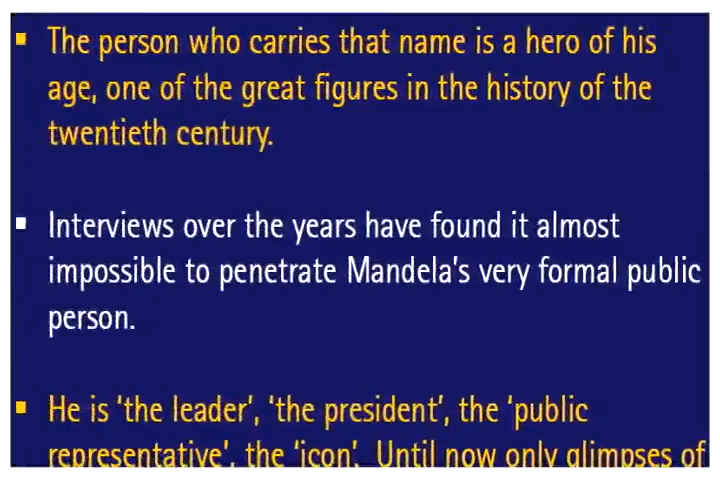 ▪ The person who carries that name is a hero of his
age, one of the great figures in the history of the
twentieth century.
▪ Interviews over the years have found it almost
impossible to penetrate Mandela's very formal public
person.
▪ He is 'the leader', 'the president', the 'public
representative', the 'icon'. Until now only glimpses of